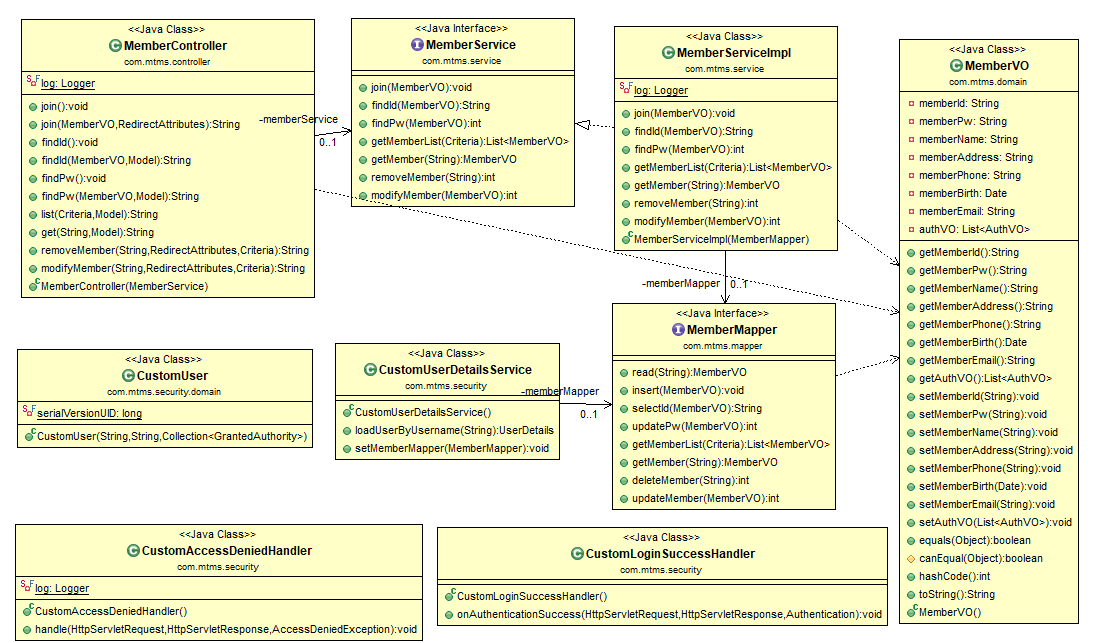 <<Java Class>>
MemberController
com.mtms.controller
log: Logger
join():void
join(MemberVO,RedirectAttributes):String
findId():void
findId(MemberVO,Model):String
findPw():void
findPw(MemberVO,Model):String
list(Criteria,Model):String
get(String,Model):String
removeMember(String,RedirectAttributes,Criteria):String
modifyMember(String,RedirectAttributes,Criteria):String
MemberController(MemberService)
-memberService
0..1
<<Java Interface>>
MemberService
com.mtms.service
join(MemberVO):void
findId(MemberVO):String
findPw(MemberVO):int
getMemberList(Criteria):List<MemberVO>
getMember(String):MemberVO
removeMember(String):int
modifyMember(MemberVO):int
<<Java Class>>
MemberServiceImpl
com.mtms.service
log: Logger
join(MemberVO):void
findId(MemberVO):String
findPw(MemberVO):int
getMemberList(Criteria):List<MemberVO>
getMember(String):MemberVO
removeMember(String):int
modifyMember(MemberVO):int
MemberServiceImpl(MemberMapper)
-memberMapper
0..1
<<Java Class>>
MemberVO
com.mtms.domain
memberId: String
memberPw: String
memberName: String
memberAddress: String
memberPhone: String
memberBirth: Date
memberEmail: String
authVO: List<AuthVO>
getMemberId():String
getMemberPw():String
getMemberName():String
getMemberAddress():String
getMemberPhone():String
getMemberBirth():Date
getMemberEmail():String
getAuthVO():List<AuthVO>
setMemberId(String):void
setMemberPw(String):void
setMemberName(String):void
setMemberAddress(String):void
setMemberPhone(String):void
setMemberBirth(Date):void
setMemberEmail(String):void
setAuthVO(List<AuthVO>):void
equals(Object):boolean
canEqual(Object):boolean
hashCode():int
toString():String
MemberVO()
<<Java Class>>
CustomUser
com.mtms.security.domain
serialVersionUID: long
CustomUser(String,String,Collection<GrantedAuthority>)
<<Java Class>>
CustomUserDetailsService
com.mtms.security
CustomUserDetailsService()
loadUserByUsername(String):UserDetails
setMemberMapper(MemberMapper):void
-memberMapper
0..1
<<Java Interface>>
MemberMapper
com.mtms.mapper
read(String):MemberVO
insert(MemberVO):void
selectId(MemberVO):String
updatePw(MemberVO):int
getMemberList(Criteria):List<MemberVO>
getMember(String):MemberVO
deleteMember(String):int
updateMember(MemberVO):int
<<Java Class>>
CustomAccessDeniedHandler
com.mtms.security
log: Logger
CustomAccessDeniedHandler()
handle(HttpServletRequest,HttpServletResponse,AccessDeniedException):void
<<Java Class>>
CustomLoginSuccessHandler
com.mtms.security
CustomLoginSuccessHandler()
onAuthenticationSuccess(HttpServletRequest,HttpServletResponse,Authentication):void